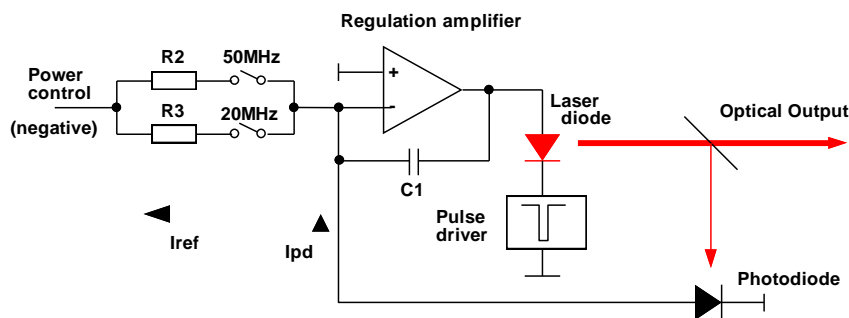 Regulation amplifier
R2
50MHz
Power
control
(negative)
R3
20MHz
+
-
C1
Laser
diode
Optical Output
Iref
Ipd
Pulse
driver
Photodiode